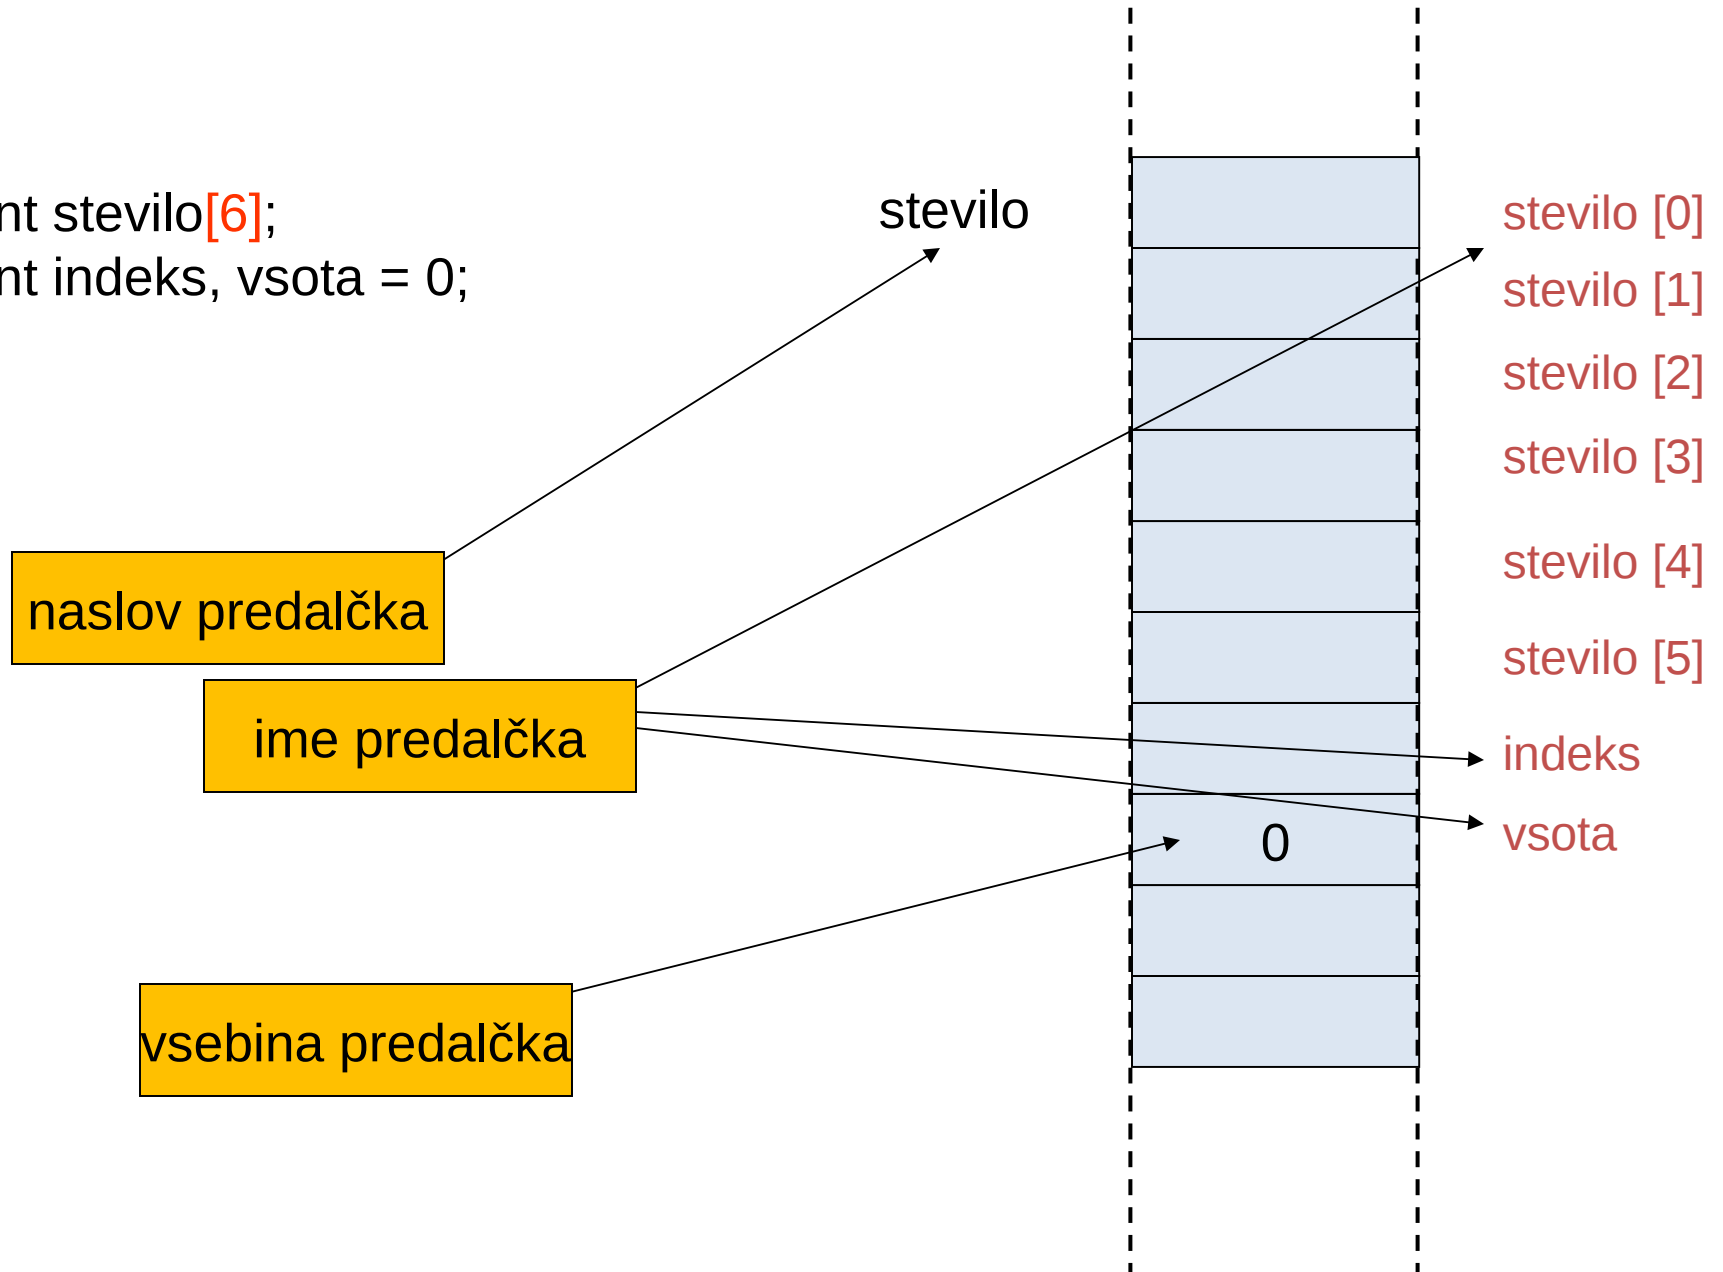 nt stevilo[6];
nt indeks, vsota = 0;
stevilo
naslov predalčka
ime predalčka
vsebina predalčka
0
stevilo [0]
stevilo [1]
stevilo [2]
stevilo [3]
stevilo [4]
stevilo [5]
indeks
vsota